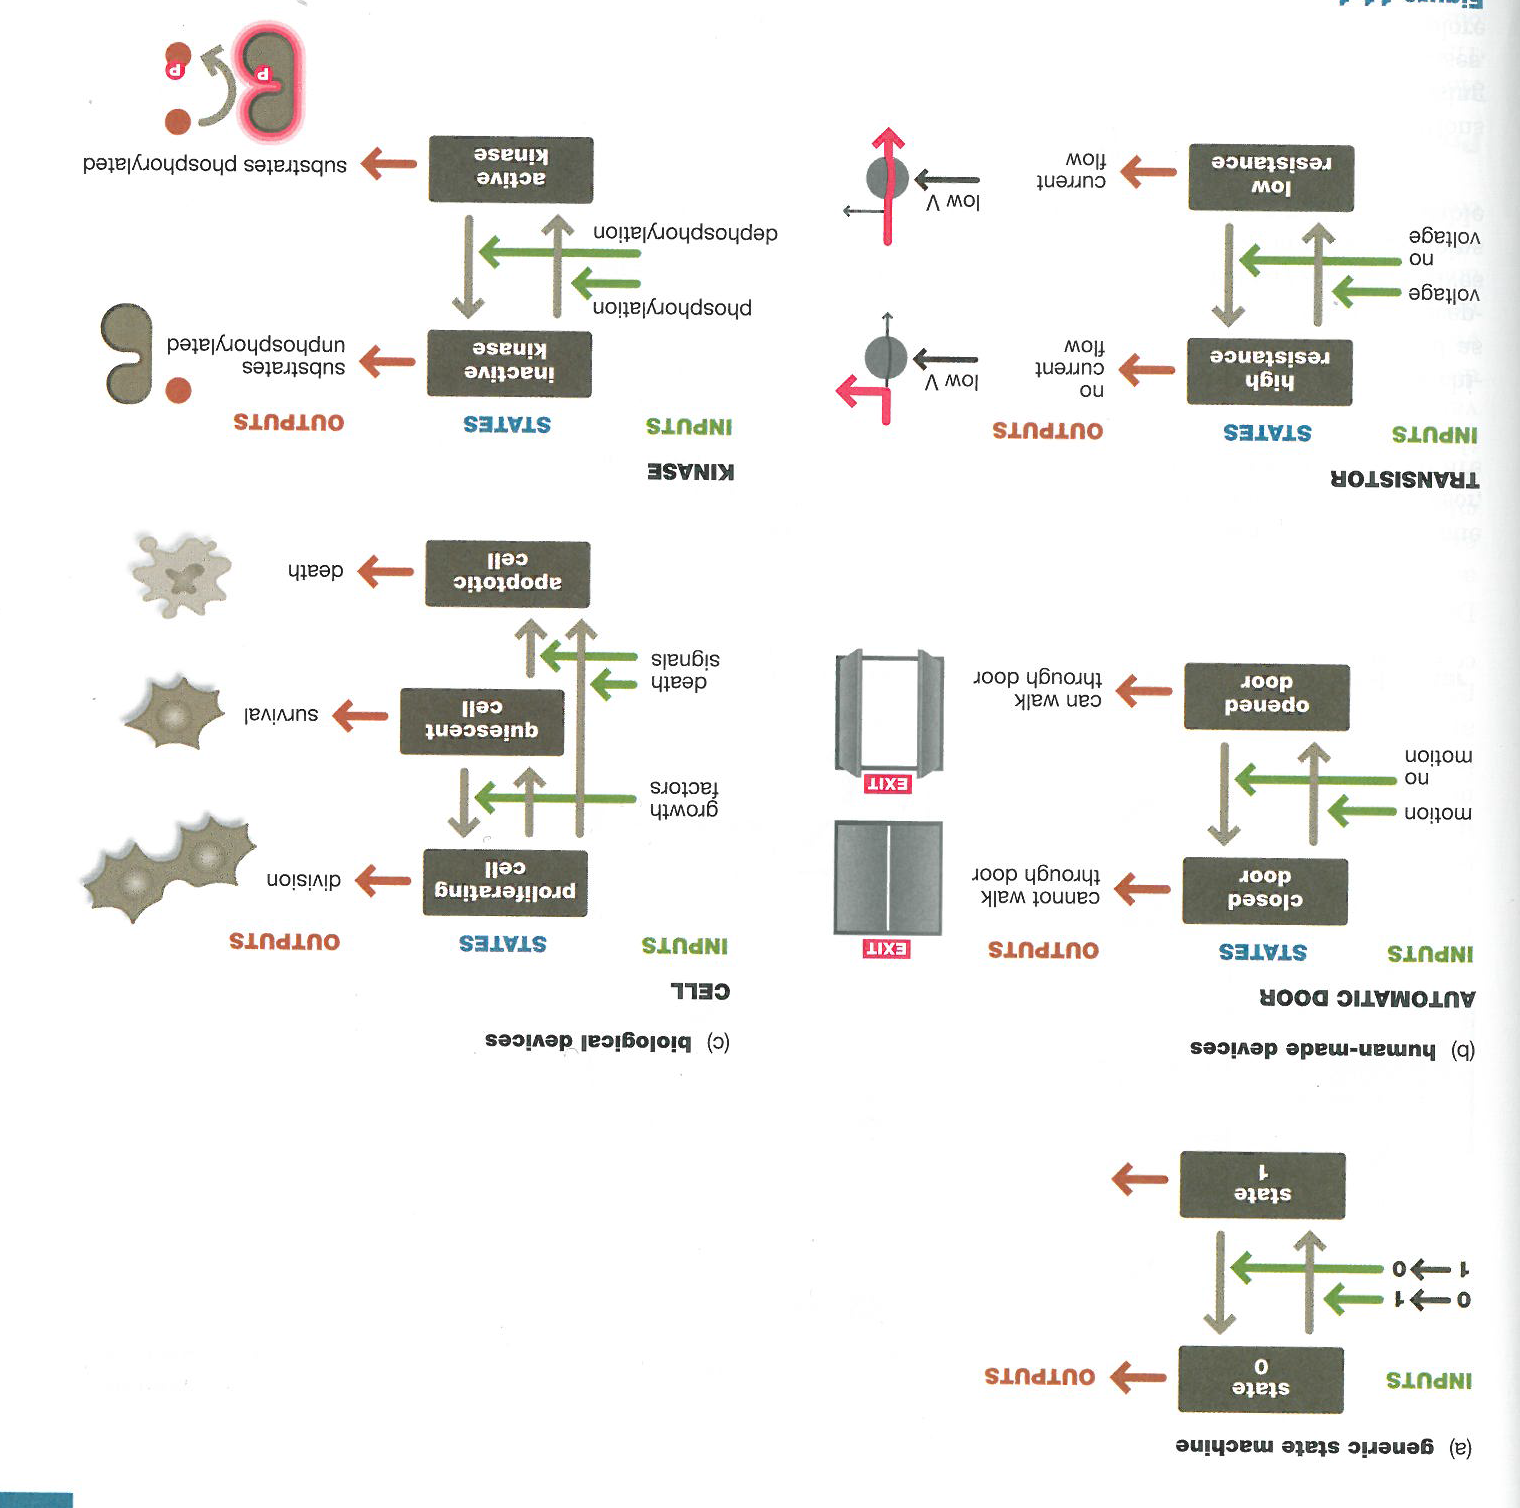 (a) generic state machine
INPUTS
state
0
OUTPUTS
0 → 1
1 → 0
state
1
(b) human-made devices
AUTOMATIC DOOR
INPUTS
STATES
OUTPUTS
closed
door
cannot walk
through door
EXIT
motion
no
motion
opened
door
can walk
through door
EXIT
TRANSISTOR
INPUTS
STATES
OUTPUTS
high
resistance
no
current
flow
low V
voltage
no
voltage
low
resistance
current
flow
low V
(c) biological devices
CELL
INPUTS
STATES
OUTPUTS
proliferating
cell
division
growth
factors
quiescent
cell
survival
death
signals
apoptotic
cell
death
KINASE
INPUTS
STATES
OUTPUTS
inactive
kinase
substrates
unphosphorylated
phosphorylation
dephosphorylation
active
kinase
substrates phosphorylated
P
P
Figure